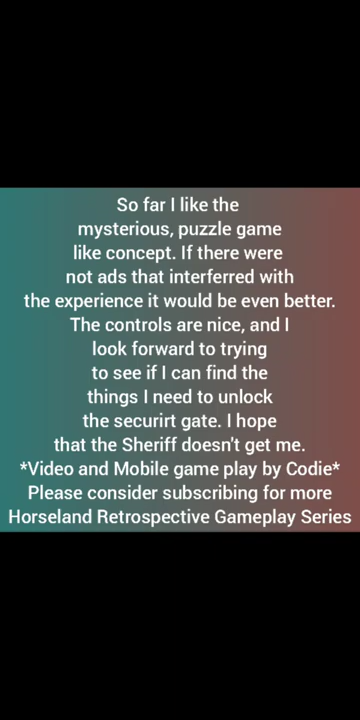 So far I like the
mysterious, puzzle game
like concept. If there were
not ads that interferred with
the experience it would be even better.
The controls are nice, and I
look forward to trying
to see if I can find the
things I need to unlock
the securirt gate. I hope
that the Sheriff doesn't get me.
*Video and Mobile game play by Codie*
Please consider subscribing for more
Horseland Retrospective Gameplay Series